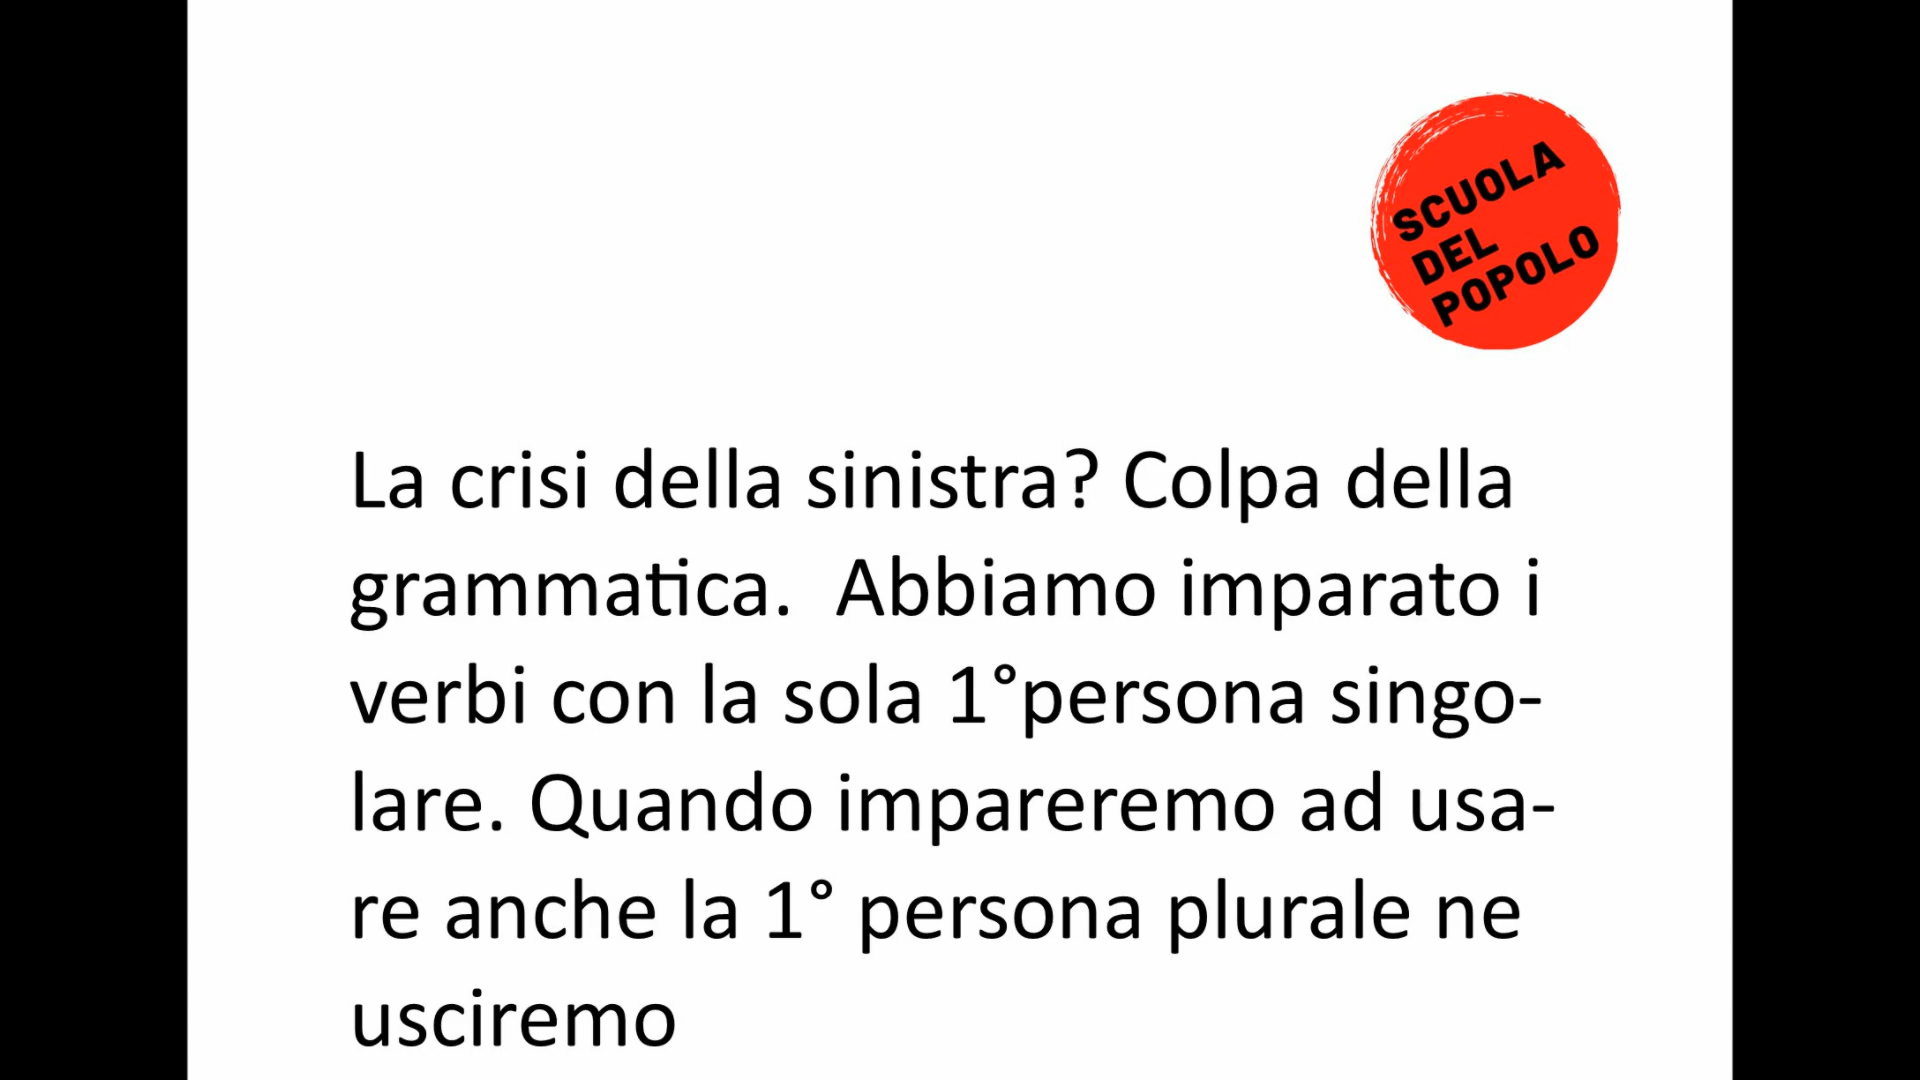 SCUOLA
DEL
POPOLO
La crisi della sinistra? Colpa della
grammatica.  Abbiamo imparato i
verbi con la sola 1°persona singo-
lare. Quando impareremo ad usa-
re anche la 1° persona plurale ne
usciremo